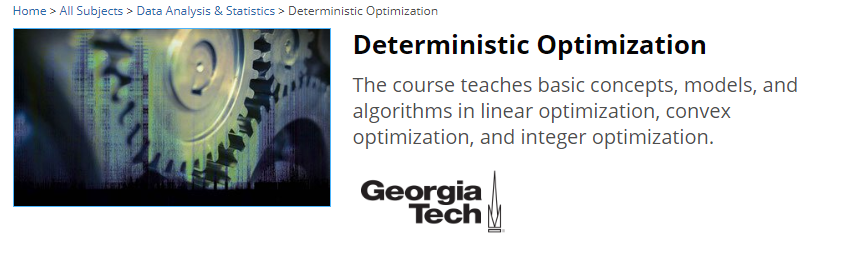 Home > All Subjects > Data Analysis & Statistics > Deterministic Optimization
Deterministic Optimization
The course teaches basic concepts, models, and
algorithms in linear optimization, convex
optimization, and integer optimization.
Georgia
Tech